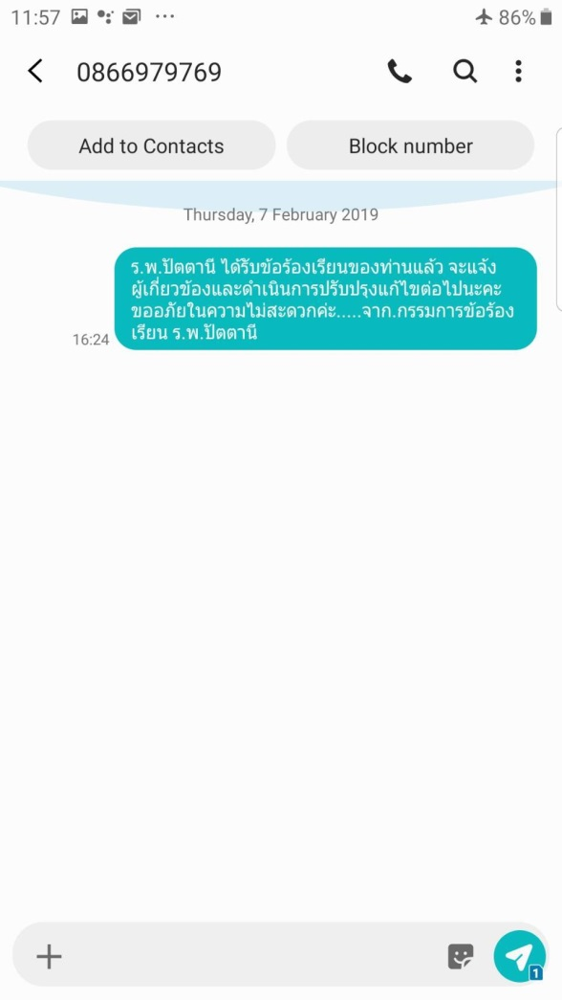 11:57 ... 86%
0866979769
Add to Contacts Block number
Thursday, 7 February 2019
ร.พ.ปัตตานี ได้รับข้อร้องเรียนของท่านแล้ว จะแจ้ง
ผู้เกี่ยวข้องและดำเนินการปรับปรุงแก้ไขต่อไปนะคะ
ขออภัยในความไม่สะดวกค่ะ.....จาก.กรรมการข้อร้อง
เรียน ร.พ.ปัตตานี
16:24
1